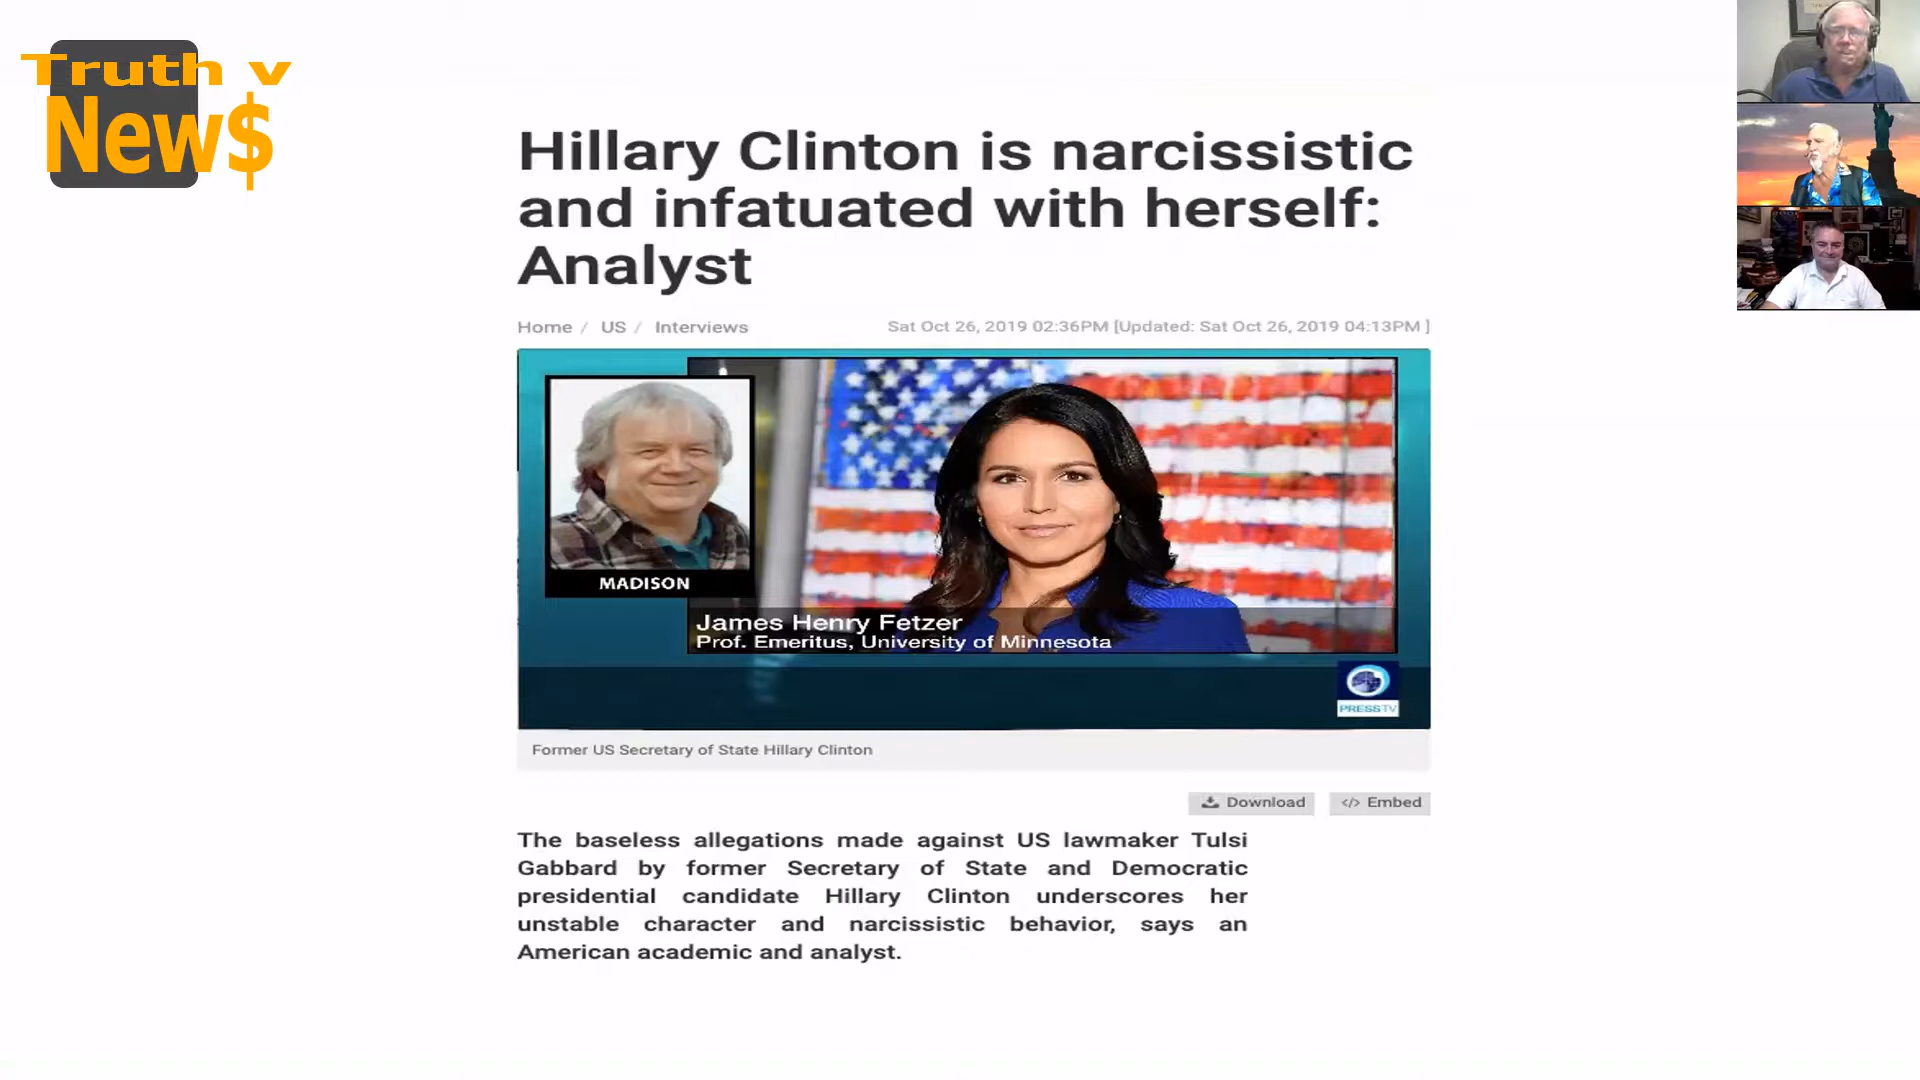 Truth v
New$
Hillary Clinton is narcissistic
and infatuated with herself:
Analyst
Home / US / Interviews
Sat Oct 26, 2019 02:36PM [Updated: Sat Oct 26, 2019 04:13PM ]
MADISON
James Henry Fetzer
Prof. Emeritus, University of Minnesota
PRESSTV
Former US Secretary of State Hillary Clinton
Download
</> Embed
The baseless allegations made against US lawmaker Tulsi
Gabbard by former Secretary of State and Democratic
presidential candidate Hillary Clinton underscores her
unstable character and narcissistic behavior, says an
American academic and analyst.